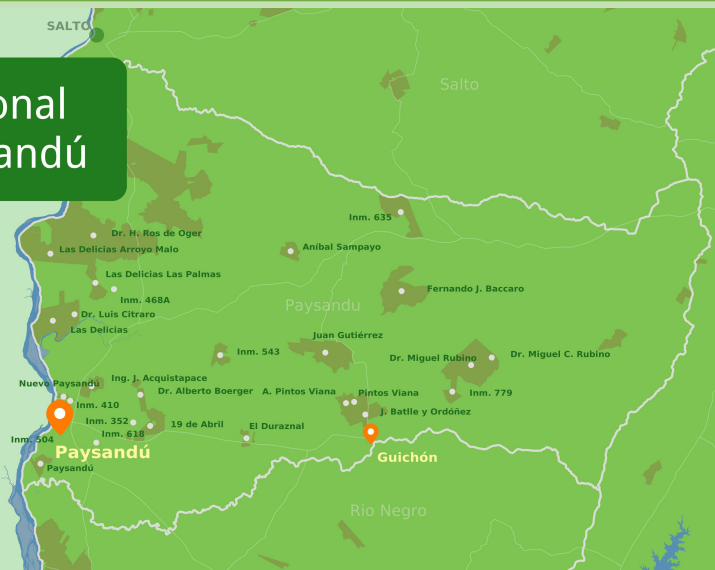 SALTO
onal
andú
Salto
Inm. 635
Dr. H. Ros de Oger
Las Delicias Arroyo Malo
Aníbal Sampayo
Las Delicias Las Palmas
Fernando J. Baccaro
Inm. 468A
Paysandu
Dr. Luis Citraro
Las Delicias
Juan Gutiérrez
Inm. 543
Dr. Miguel Rubino
Dr. Miguel C. Rubino
Nuevo Paysandú
Ing. J. Acquistapace
Dr. Alberto Boerger
A. Pintos Viana
Pintos Viana
Inm. 779
Inm. 410
J. Batlle y Ordóñez
Inm. 352
19 de Abril
El Duraznal
Inm. 618
Inm. 504
Paysandú
Guichón
Paysandú
Rio Negro